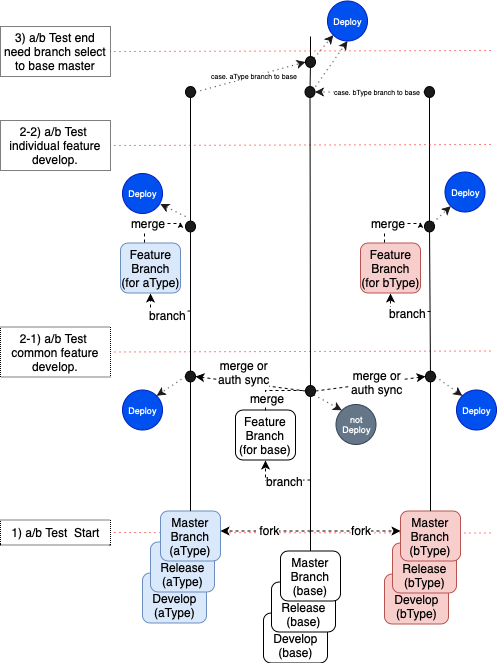 3) a/b Test end
need branch select
to base master
Deploy
case. aType branch to base
case. bType branch to base
2-2) a/b Test
individual feature
develop.
Deploy
Deploy
merge
merge
Feature
Branch
(for aType)
Feature
Branch
(for bType)
branch
branch
2-1) a/b Test
common feature
develop.
merge or
auth sync
merge or
auth sync
merge
Deploy
Feature
Branch
(for base)
not
Deploy
Deploy
branch
1) a/b Test  Start
Master
Branch
(aType)
fork
fork
Master
Branch
(bType)
Release
(aType)
Master
Branch
(base)
Release
(bType)
Develop
(aType)
Release
(base)
Develop
(bType)
Develop
(base)